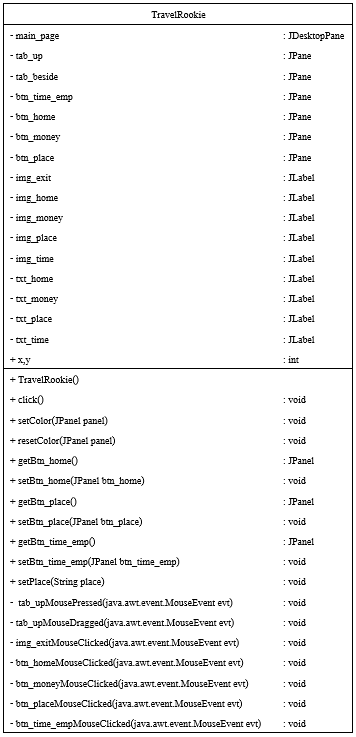 TravelRookie
- main_page : JDesktopPane
- tab_up : JPane
- tab_beside : JPane
- btn_time_emp : JPane
- btn_home : JPane
- btn_money : JPane
- btn_place : JPane
- img_exit : JLabel
- img_home : JLabel
- img_money : JLabel
- img_place : JLabel
- img_time : JLabel
- txt_home : JLabel
- txt_money : JLabel
- txt_place : JLabel
- txt_time : JLabel
+ x,y : int
+ TravelRookie()
+ click() : void
+ setColor(JPanel panel) : void
+ resetColor(JPanel panel) : void
+ getBtn_home() : JPanel
+ setBtn_home(JPanel btn_home) : void
+ getBtn_place() : JPanel
+ setBtn_place(JPanel btn_place) : void
+ getBtn_time_emp() : JPanel
+ setBtn_time_emp(JPanel btn_time_emp) : void
+ setPlace(String place) : void
- tab_upMousePressed(java.awt.event.MouseEvent evt) : void
- tab_upMouseDragged(java.awt.event.MouseEvent evt) : void
- img_exitMouseClicked(java.awt.event.MouseEvent evt) : void
- btn_homeMouseClicked(java.awt.event.MouseEvent evt) : void
- btn_moneyMouseClicked(java.awt.event.MouseEvent evt) : void
- btn_placeMouseClicked(java.awt.event.MouseEvent evt) : void
- btn_time_empMouseClicked(java.awt.event.MouseEvent evt) : void